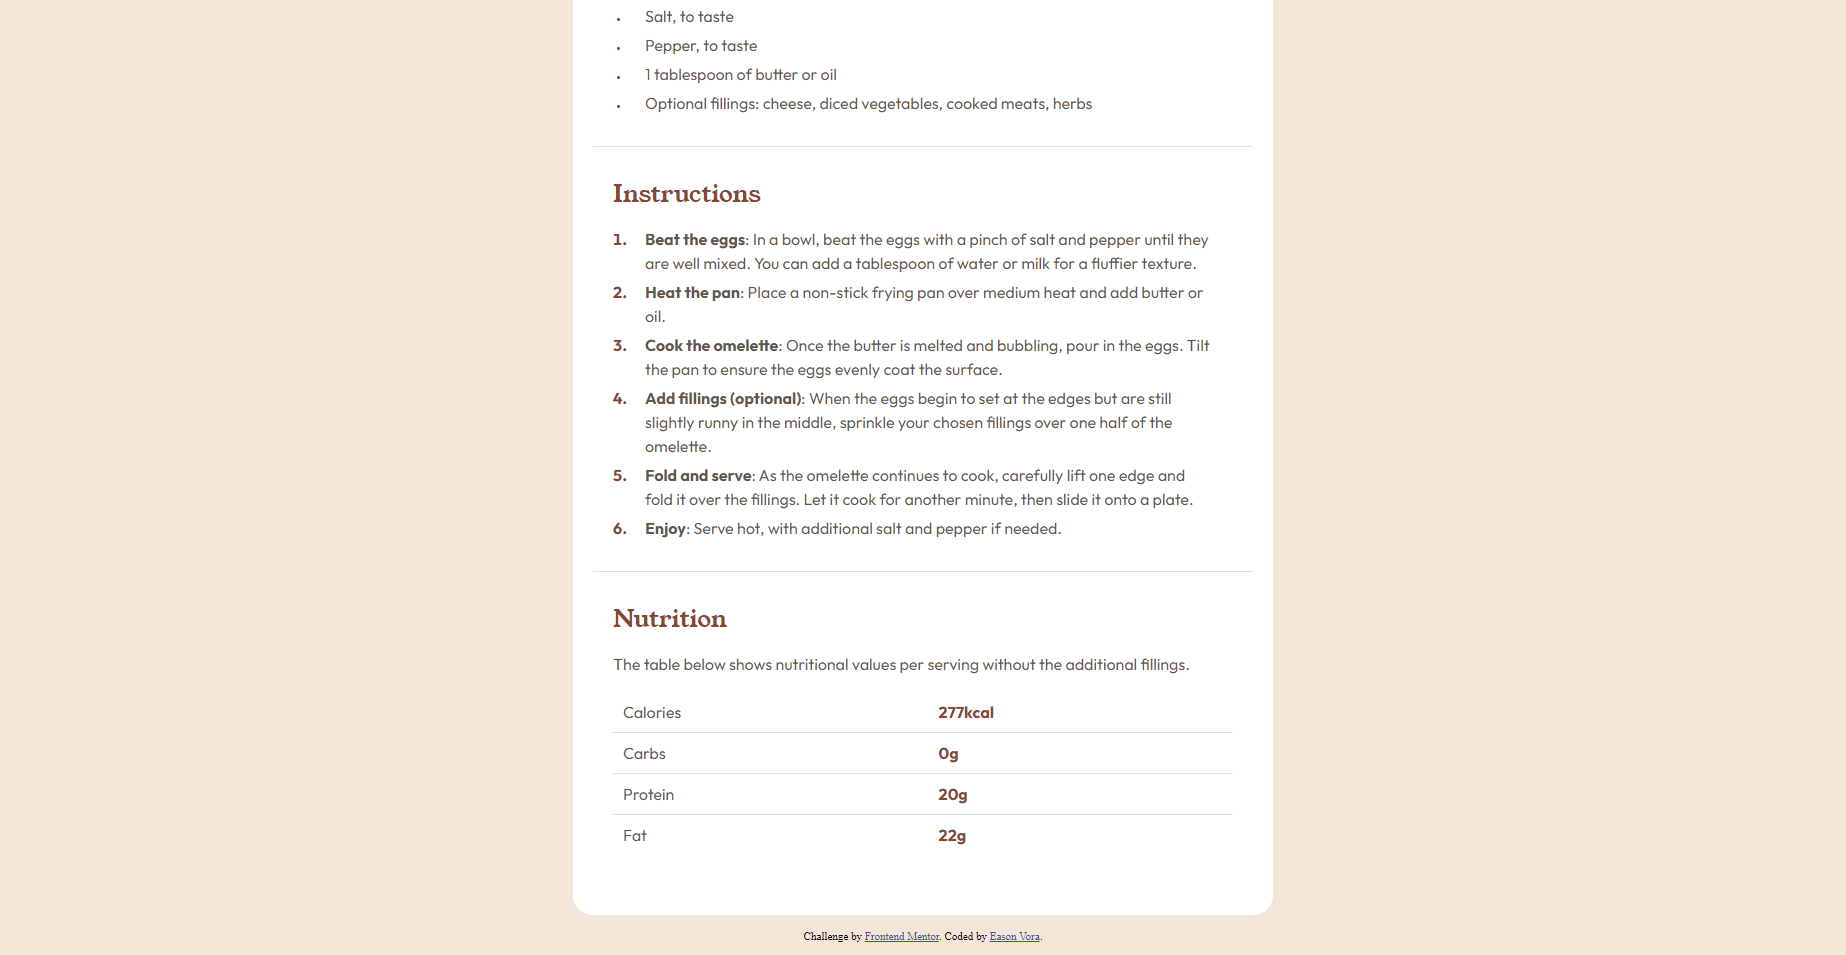 • Salt, to taste
• Pepper, to taste
• 1 tablespoon of butter or oil
• Optional fillings: cheese, diced vegetables, cooked meats, herbs
Instructions
1. Beat the eggs: In a bowl, beat the eggs with a pinch of salt and pepper until they
are well mixed. You can add a tablespoon of water or milk for a fluffier texture.
2. Heat the pan: Place a non-stick frying pan over medium heat and add butter or
oil.
3. Cook the omelette: Once the butter is melted and bubbling, pour in the eggs. Tilt
the pan to ensure the eggs evenly coat the surface.
4. Add fillings (optional): When the eggs begin to set at the edges but are still
slightly runny in the middle, sprinkle your chosen fillings over one half of the
omelette.
5. Fold and serve: As the omelette continues to cook, carefully lift one edge and
fold it over the fillings. Let it cook for another minute, then slide it onto a plate.
6. Enjoy: Serve hot, with additional salt and pepper if needed.
Nutrition
The table below shows nutritional values per serving without the additional fillings.
Calories 277kcal
Carbs 0g
Protein 20g
Fat 22g
Challenge by Frontend Mentor. Coded by Eason Vora.